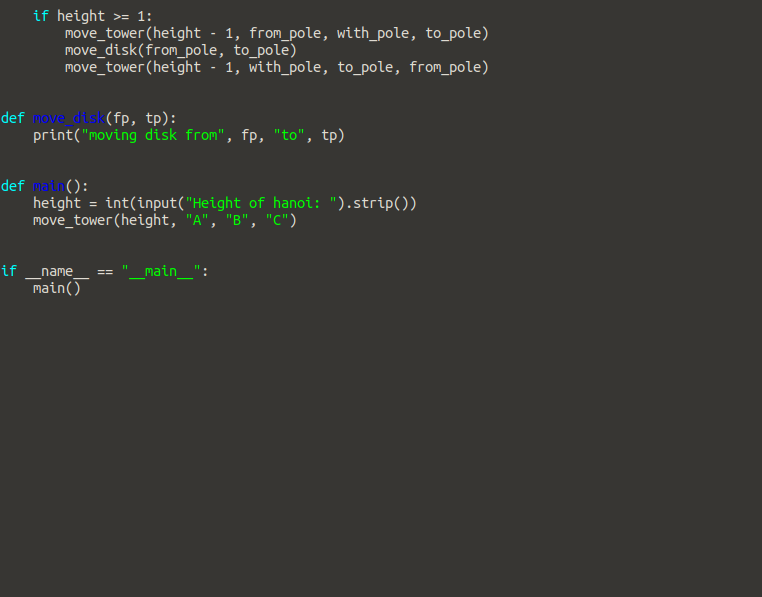 if height >= 1:
        move_tower(height - 1, from_pole, with_pole, to_pole)
        move_disk(from_pole, to_pole)
        move_tower(height - 1, with_pole, to_pole, from_pole)


def move_disk(fp, tp):
    print("moving disk from", fp, "to", tp)


def main():
    height = int(input("Height of hanoi: ").strip())
    move_tower(height, "A", "B", "C")


if __name__ == "__main__":
    main()